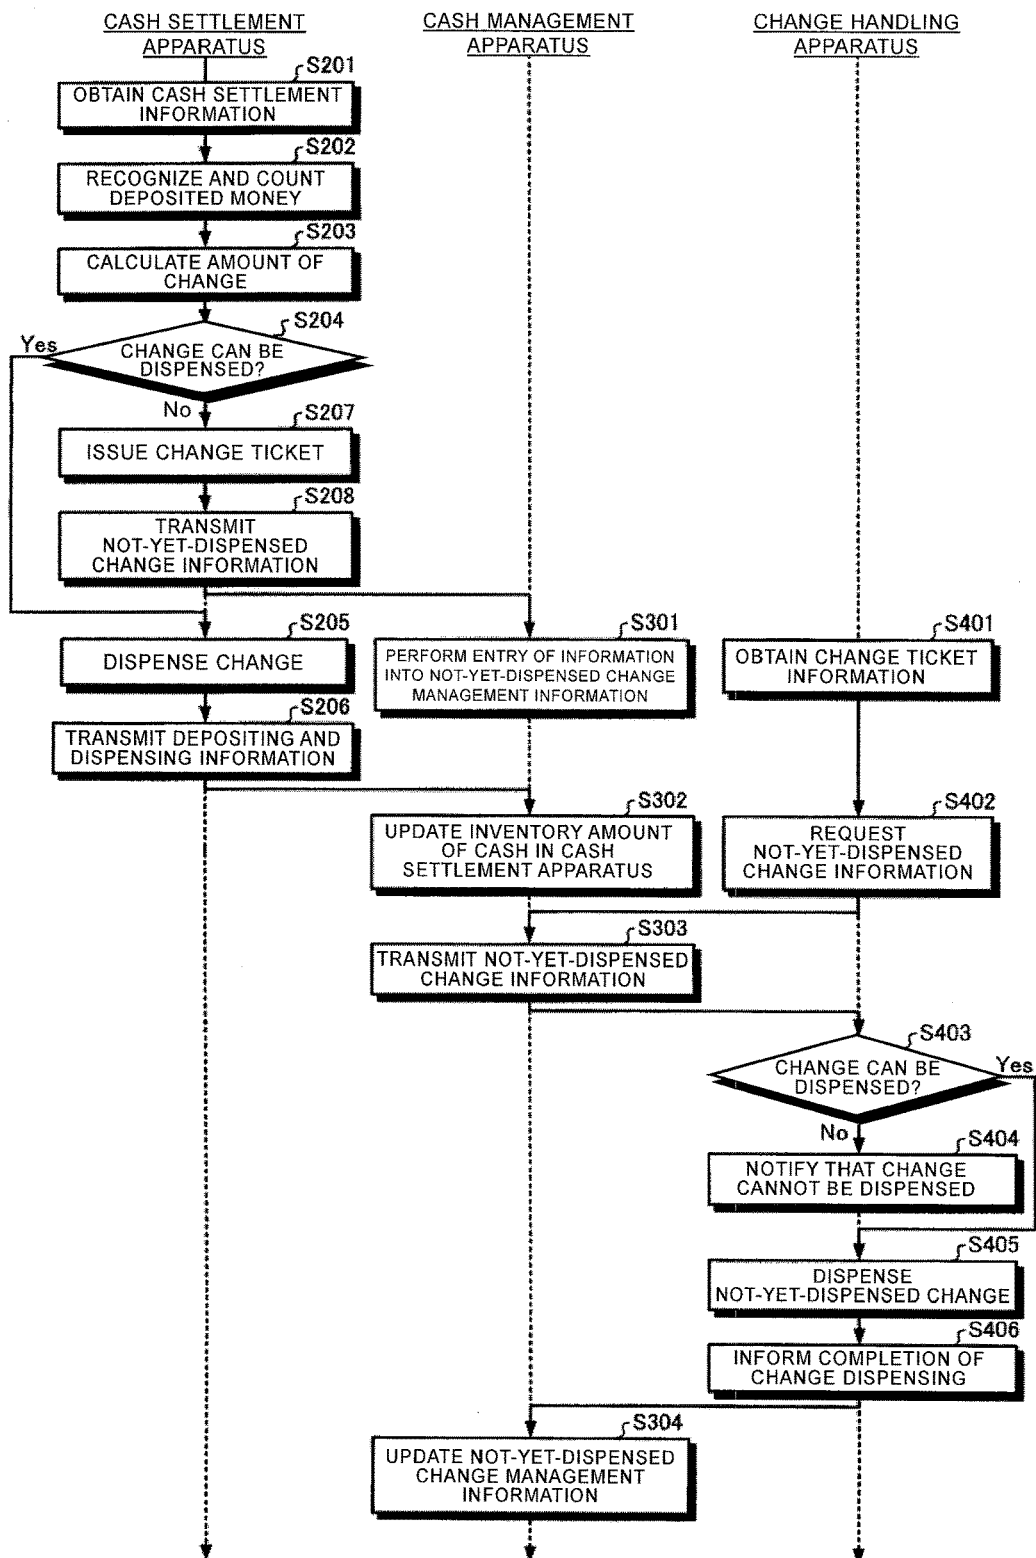 CASH SETTLEMENT
APPARATUS
CASH MANAGEMENT
APPARATUS
CHANGE HANDLING
APPARATUS
S201
OBTAIN CASH SETTLEMENT
INFORMATION
S202
RECOGNIZE AND COUNT
DEPOSITED MONEY
S203
CALCULATE AMOUNT OF
CHANGE
S204
Yes
CHANGE CAN BE
DISPENSED?
No
S207
ISSUE CHANGE TICKET
S208
TRANSMIT
NOT-YET-DISPENSED
CHANGE INFORMATION
S205
DISPENSE CHANGE
S301
PERFORM ENTRY OF INFORMATION
INTO NOT-YET-DISPENSED CHANGE
MANAGEMENT INFORMATION
S401
OBTAIN CHANGE TICKET
INFORMATION
S206
TRANSMIT DEPOSITING AND
DISPENSING INFORMATION
S302
UPDATE INVENTORY AMOUNT
OF CASH IN CASH
SETTLEMENT APPARATUS
S402
REQUEST
NOT-YET-DISPENSED
CHANGE INFORMATION
S303
TRANSMIT NOT-YET-DISPENSED
CHANGE INFORMATION
S403
CHANGE CAN BE
DISPENSED?
Yes
No
S404
NOTIFY THAT CHANGE
CANNOT BE DISPENSED
S405
DISPENSE
NOT-YET-DISPENSED CHANGE
S406
INFORM COMPLETION OF
CHANGE DISPENSING
S304
UPDATE NOT-YET-DISPENSED
CHANGE MANAGEMENT
INFORMATION